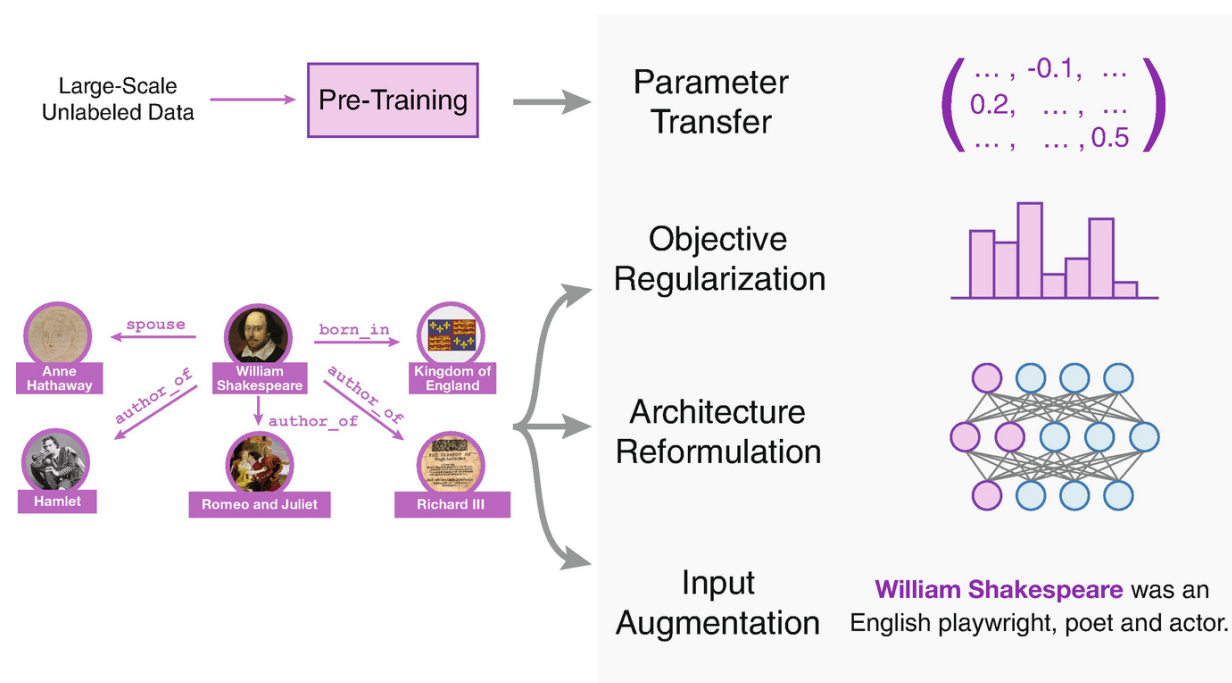 Large-Scale
Unlabeled Data
Pre-Training
Parameter
Transfer
… , -0.1, …
0.2, … , …
… , … , 0.5
Objective
Regularization
spouse
born_in
Anne
Hathaway
William
Shakespeare
Kingdom of
England
author_of
author_of
author_of
Hamlet
Romeo and Juliet
Richard III
Architecture
Reformulation
Input
Augmentation
William Shakespeare was an
English playwright, poet and actor.